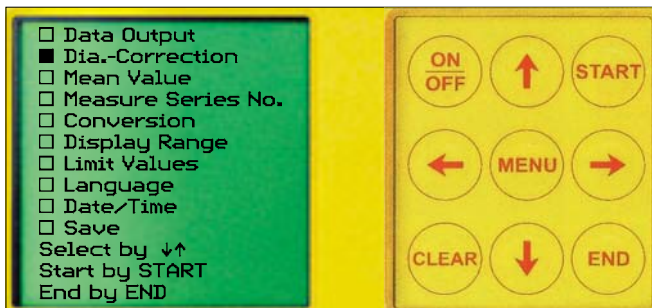 □ Data Output
■ Dia.-Correction
□ Mean Value
□ Measure Series No.
□ Conversion
□ Display Range
□ Limit Values
□ Language
□ Date/Time
□ Save
Select by ↓↑
Start by START
End by END
ON
OFF
↑
START
←
MENU
→
CLEAR
↓
END